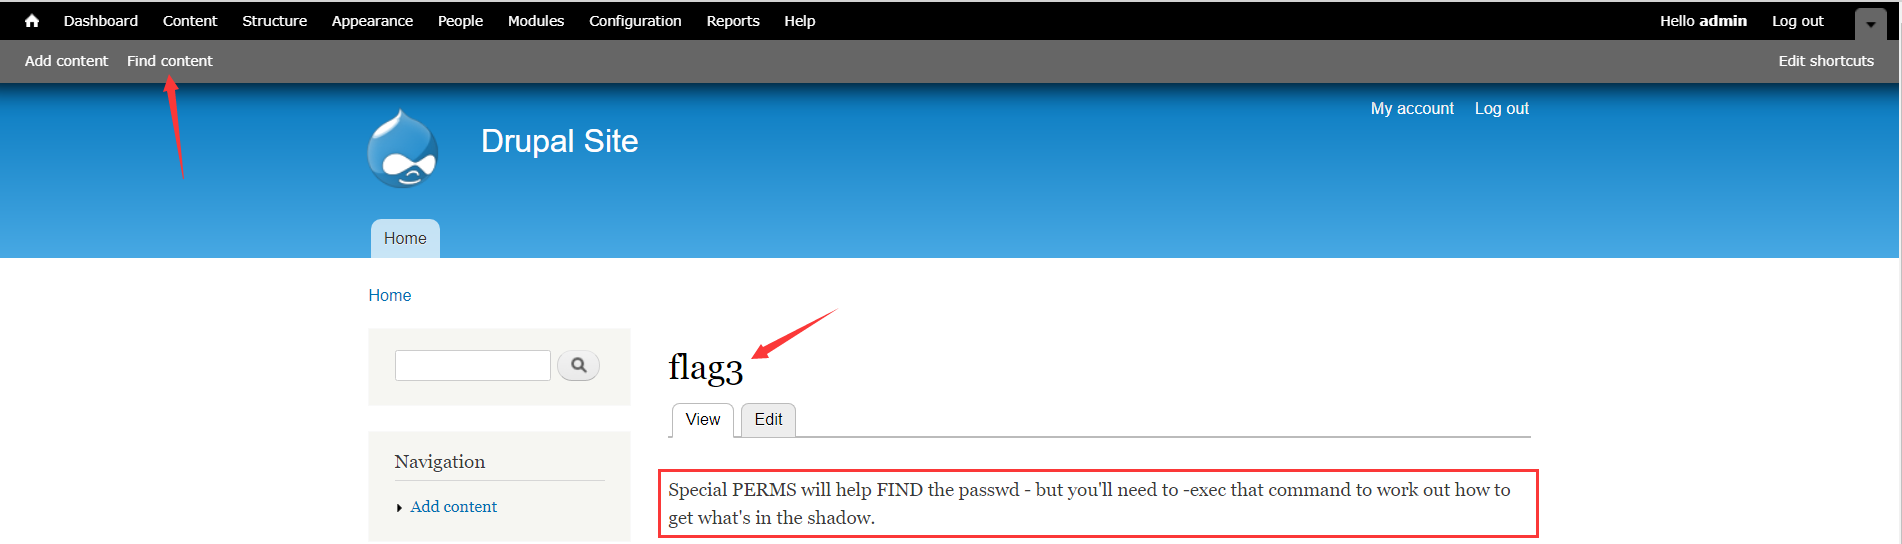 Dashboard Content Structure Appearance People Modules Configuration Reports Help Hello admin Log out
Add content Find content Edit shortcuts
My account Log out
Drupal Site
Home
Home
flag3
View Edit
Navigation
Add content
Special PERMS will help FIND the passwd - but you'll need to -exec that command to work out how to
get what's in the shadow.